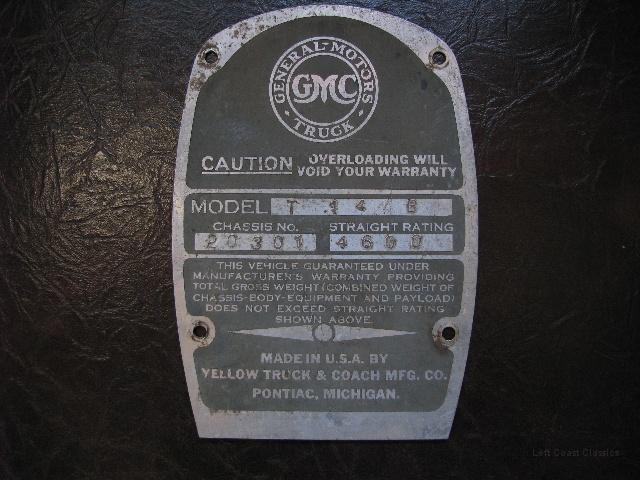 GENERAL MOTORS
GMC
TRUCK
CAUTION OVERLOADING WILL
VOID YOUR WARRANTY
MODEL T 14 B
CHASSIS NO. STRAIGHT RATING
20301 4600
THIS VEHICLE GUARANTEED UNDER
MANUFACTURER'S WARRANTY PROVIDING
TOTAL GROSS WEIGHT (COMBINED WEIGHT OF
CHASSIS-BODY-EQUIPMENT AND PAYLOAD)
DOES NOT EXCEED STRAIGHT RATING
SHOWN ABOVE.
MADE IN U.S.A. BY
YELLOW TRUCK & COACH MFG. CO.
PONTIAC, MICHIGAN.
Left Coast Classics